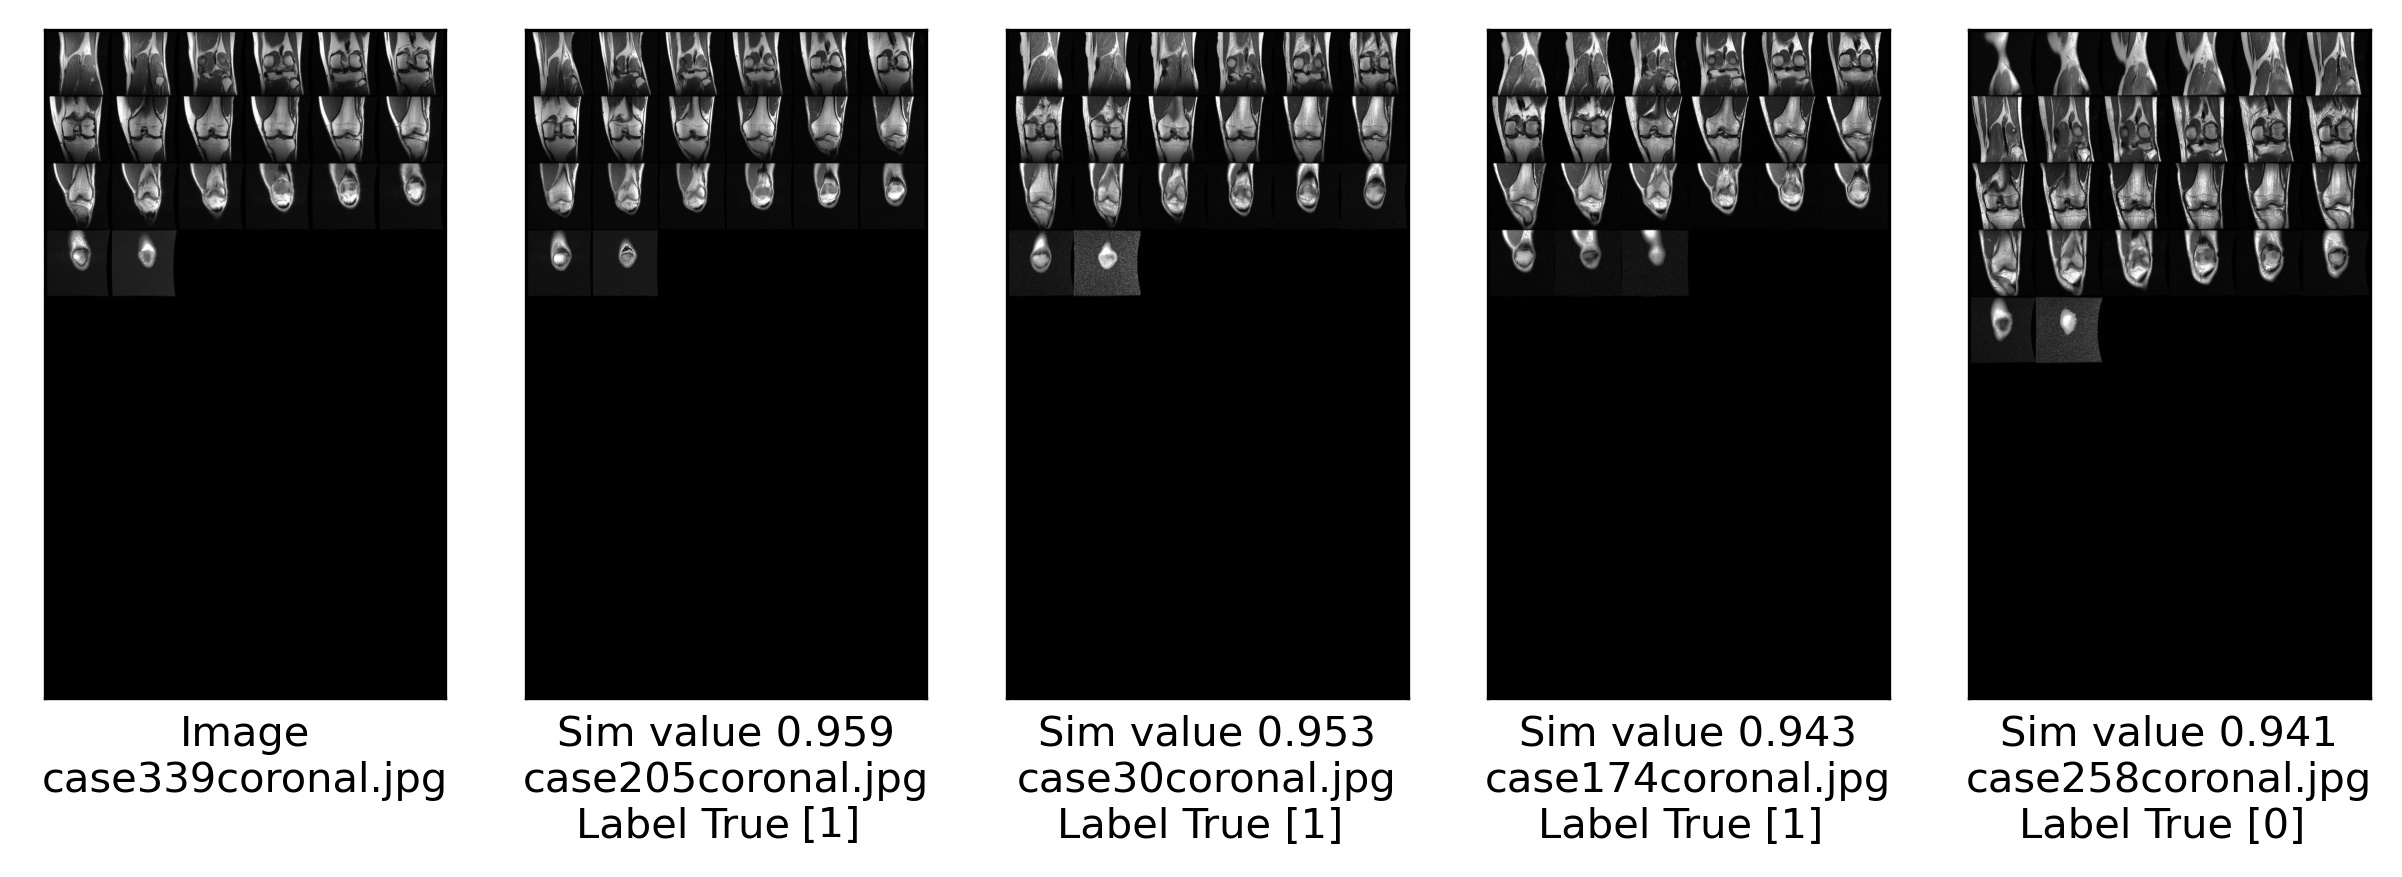 Image
case339coronal.jpg
Sim value 0.959
case205coronal.jpg
Label True [1]
Sim value 0.953
case30coronal.jpg
Label True [1]
Sim value 0.943
case174coronal.jpg
Label True [1]
Sim value 0.941
case258coronal.jpg
Label True [0]